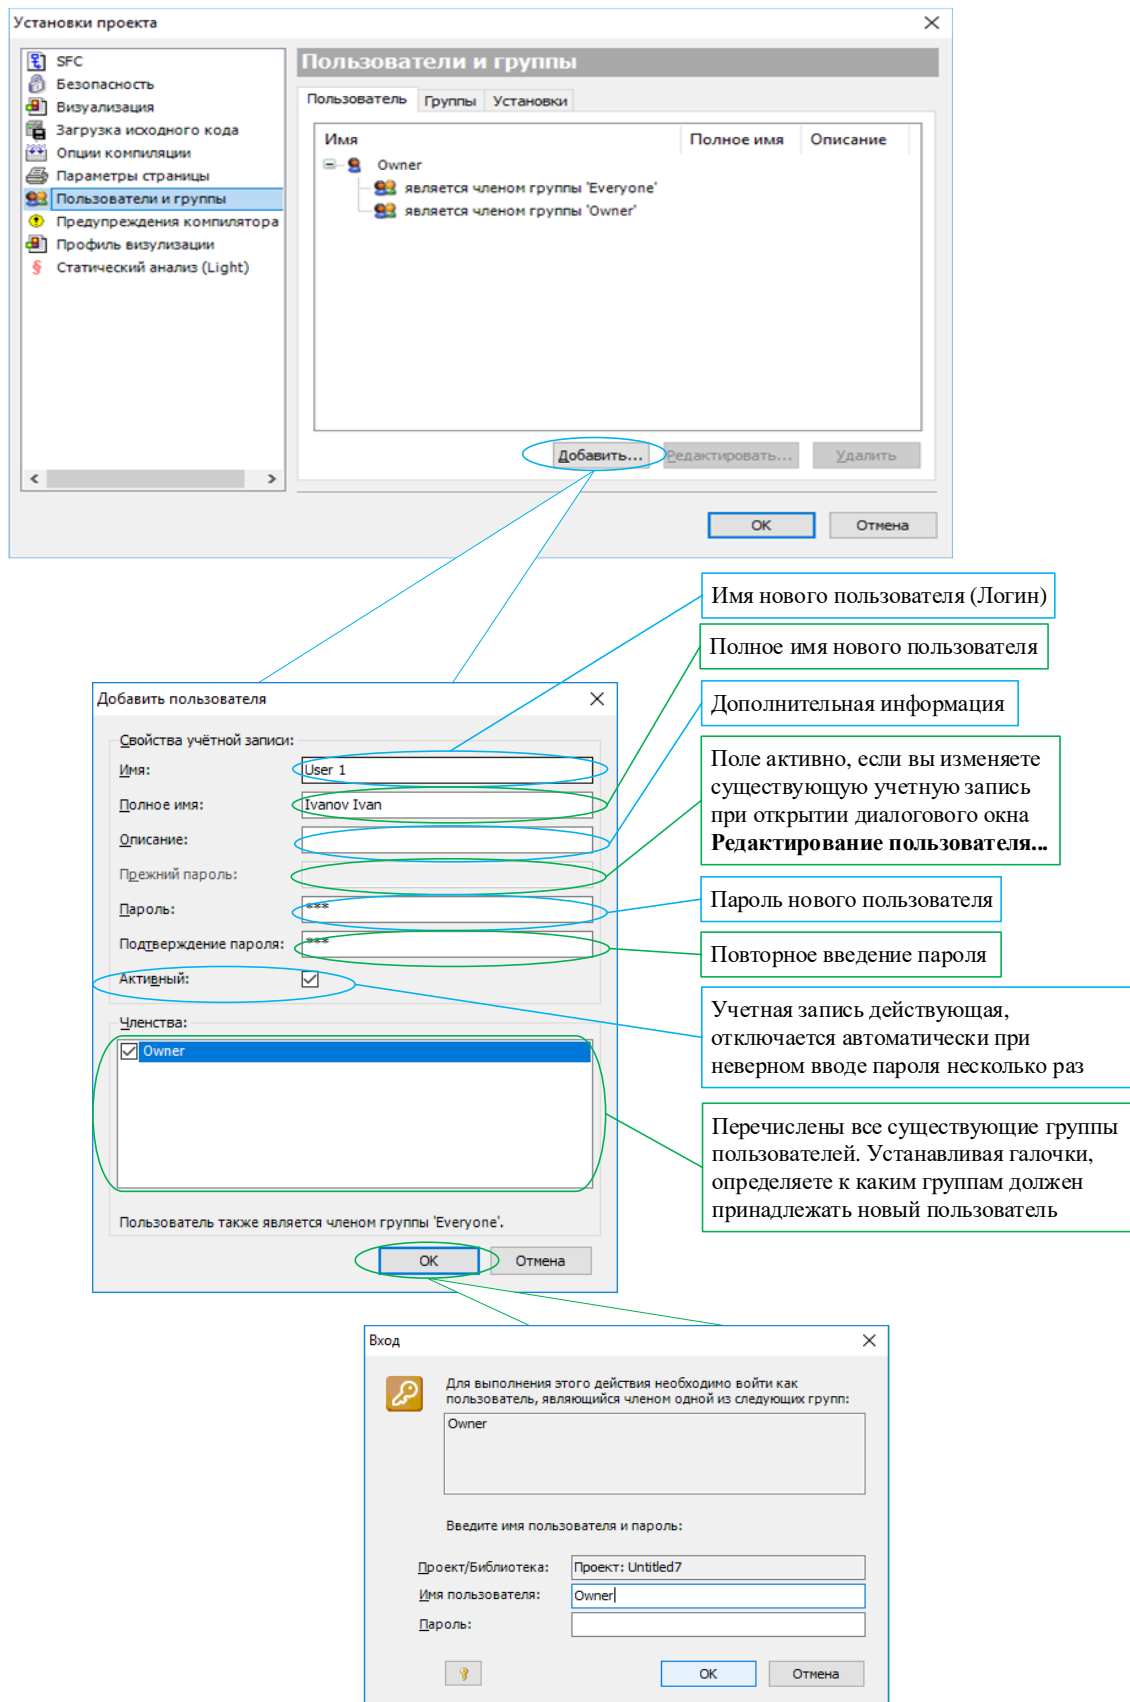 Установки проекта
SFC
Безопасность
Визуализация
Загрузка исходного кода
Опции компиляции
Параметры страницы
Пользователи и группы
Предупреждения компилятора
Профиль визулизации
Статический анализ (Light)
Пользователи и группы
Пользователь Группы Установки
Имя Полное имя Описание
Owner
является членом группы 'Everyone'
является членом группы 'Owner'
Добавить... Редактировать... Удалить
OK Отмена
Имя нового пользователя (Логин)
Полное имя нового пользователя
Дополнительная информация
Поле активно, если вы изменяете
существующую учетную запись
при открытии диалогового окна
Редактирование пользователя...
Пароль нового пользователя
Повторное введение пароля
Учетная запись действующая,
отключается автоматически при
неверном вводе пароля несколько раз
Перечислены все существующие группы
пользователей. Устанавливая галочки,
определяете к каким группам должен
принадлежать новый пользователь
Добавить пользователя
Свойства учётной записи:
Имя: User 1
Полное имя: Ivanov Ivan
Описание:
Прежний пароль:
Пароль: ***
Подтверждение пароля: ***
Активный:
Членства:
Owner
Пользователь также является членом группы 'Everyone'.
OK Отмена
Вход
Для выполнения этого действия необходимо войти как
пользователь, являющийся членом одной из следующих групп:
Owner
Введите имя пользователя и пароль:
Проект/Библиотека: Проект: Untitled7
Имя пользователя: Owner
Пароль:
OK Отмена